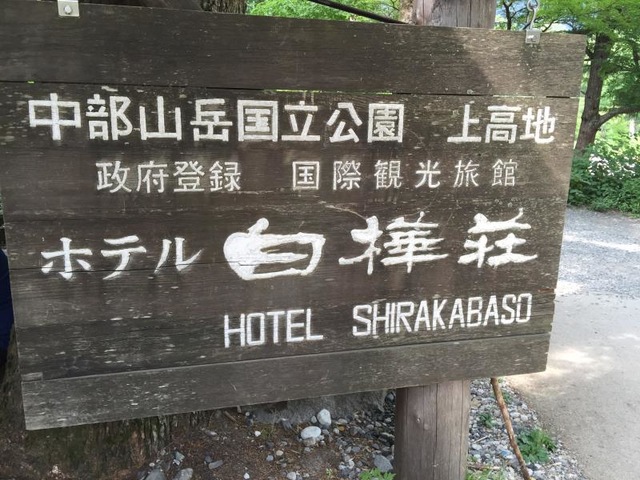 中部山岳国立公園 上高地
政府登録 国際観光旅館
ホテル 白樺荘
HOTEL SHIRAKABASO